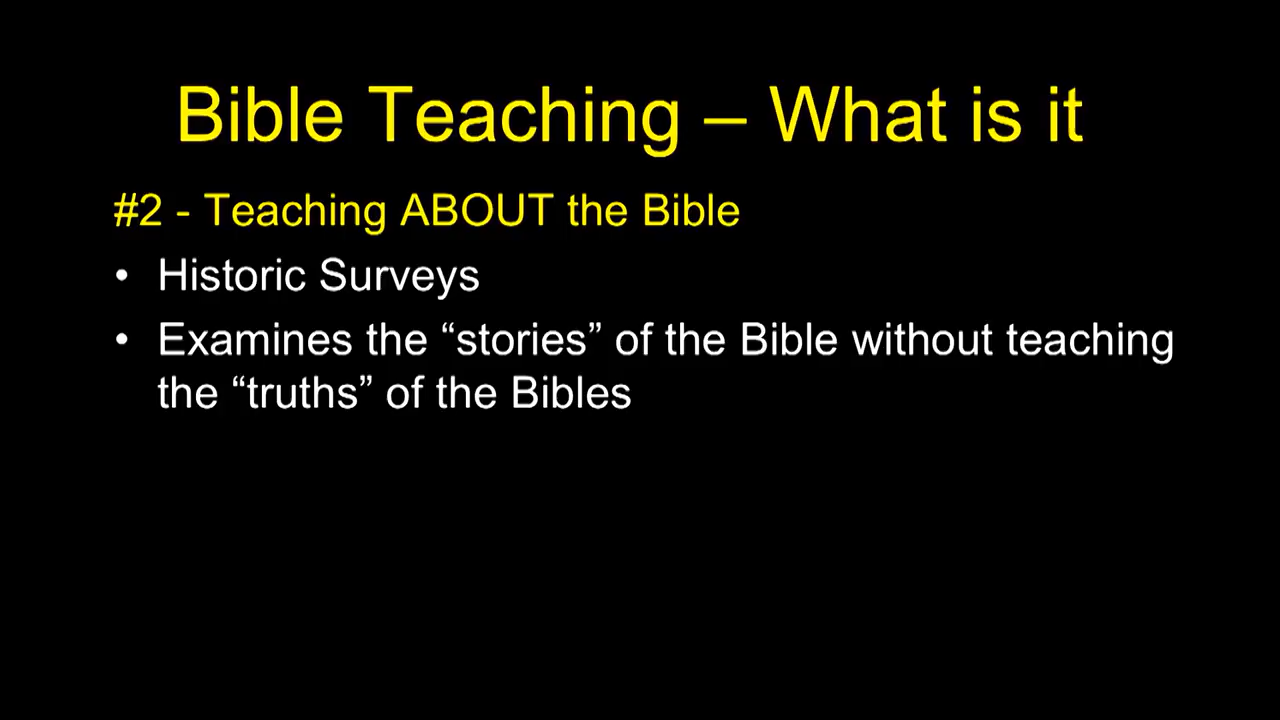 Bible Teaching – What is it
#2 - Teaching ABOUT the Bible
• Historic Surveys
• Examines the “stories” of the Bible without teaching
the “truths” of the Bibles